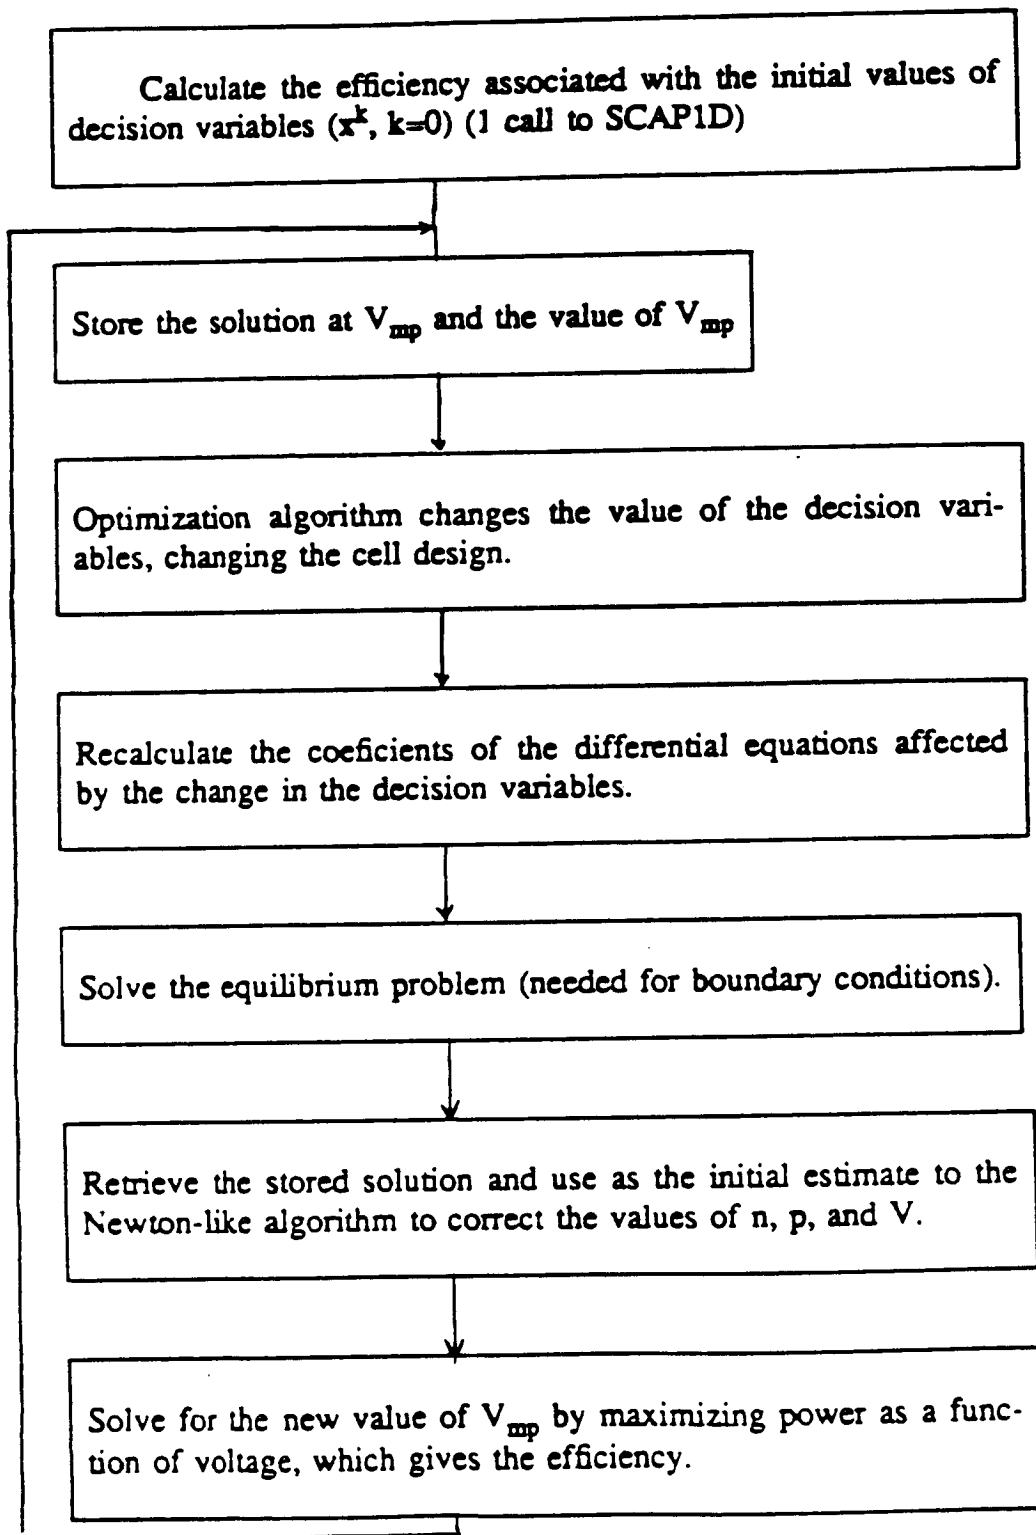 Calculate the efficiency associated with the initial values of
decision variables (x^k, k=0) (1 call to SCAP1D)
Store the solution at V_mp and the value of V_mp
Optimization algorithm changes the value of the decision vari-
ables, changing the cell design.
Recalculate the coeficients of the differential equations affected
by the change in the decision variables.
Solve the equilibrium problem (needed for boundary conditions).
Retrieve the stored solution and use as the initial estimate to the
Newton-like algorithm to correct the values of n, p, and V.
Solve for the new value of V_mp by maximizing power as a func-
tion of voltage, which gives the efficiency.